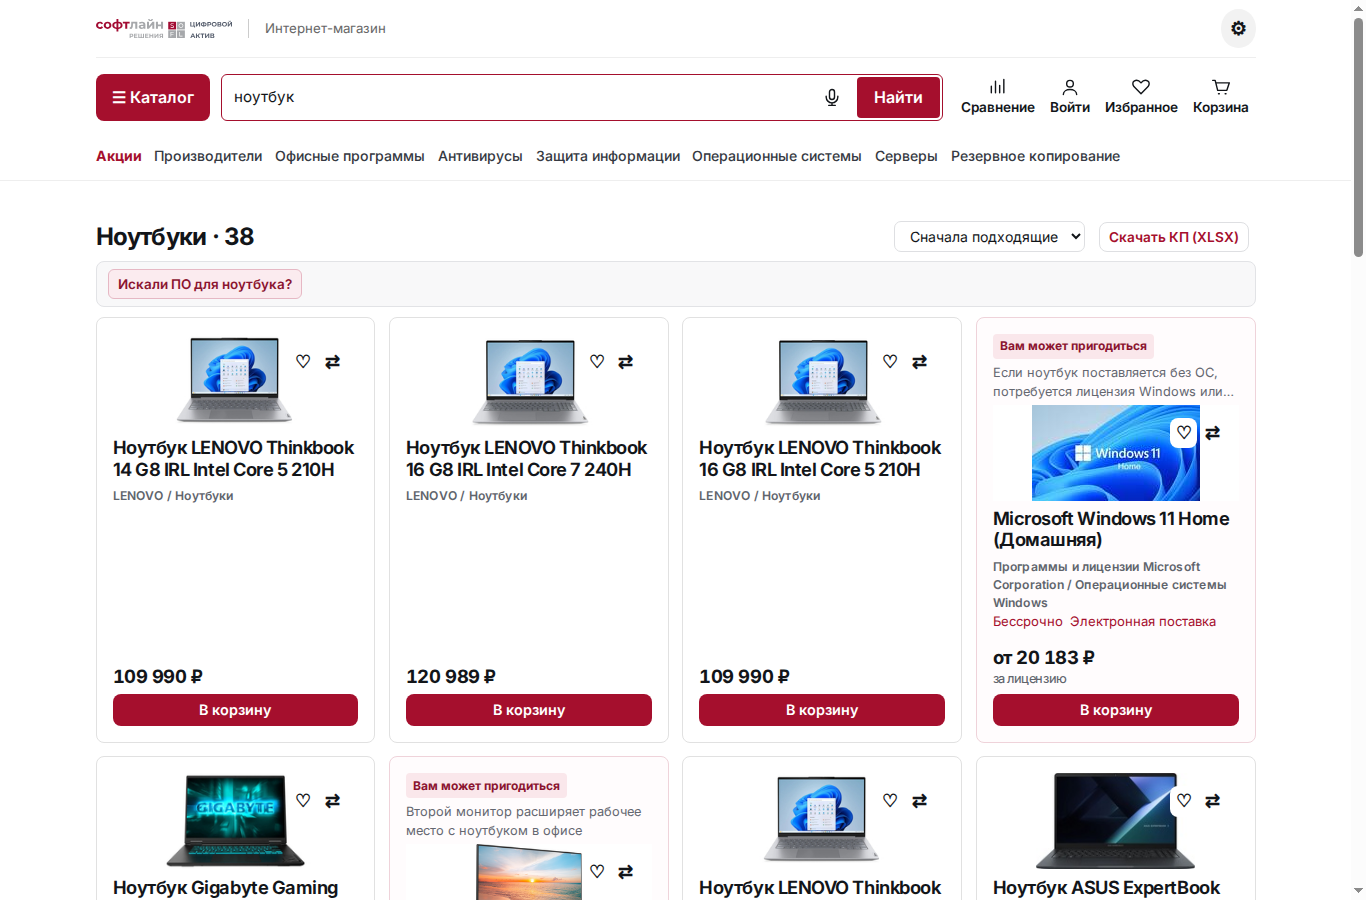 софтлайн
РЕШЕНИЯ
SOFL
ЦИФРОВОЙ
АКТИВ
Интернет-магазин
☰ Каталог
ноутбук
Найти
Сравнение
Войти
Избранное
Корзина
Акции Производители Офисные программы Антивирусы Защита информации Операционные системы Серверы Резервное копирование
Ноутбуки · 38
Сначала подходящие
Скачать КП (XLSX)
Искали ПО для ноутбука?
Ноутбук LENOVO Thinkbook
14 G8 IRL Intel Core 5 210H
LENOVO / Ноутбуки
109 990 ₽
В корзину
Ноутбук LENOVO Thinkbook
16 G8 IRL Intel Core 7 240H
LENOVO / Ноутбуки
120 989 ₽
В корзину
Ноутбук LENOVO Thinkbook
16 G8 IRL Intel Core 5 210H
LENOVO / Ноутбуки
109 990 ₽
В корзину
Вам может пригодиться
Если ноутбук поставляется без ОС,
потребуется лицензия Windows или...
Windows 11
Home
Microsoft Windows 11 Home
(Домашняя)
Программы и лицензии Microsoft
Corporation / Операционные системы
Windows
Бессрочно Электронная поставка
от 20 183 ₽
за лицензию
В корзину
GIGABYTE
Ноутбук Gigabyte Gaming
Вам может пригодиться
Второй монитор расширяет рабочее
место с ноутбуком в офисе
Ноутбук LENOVO Thinkbook
Ноутбук ASUS ExpertBook